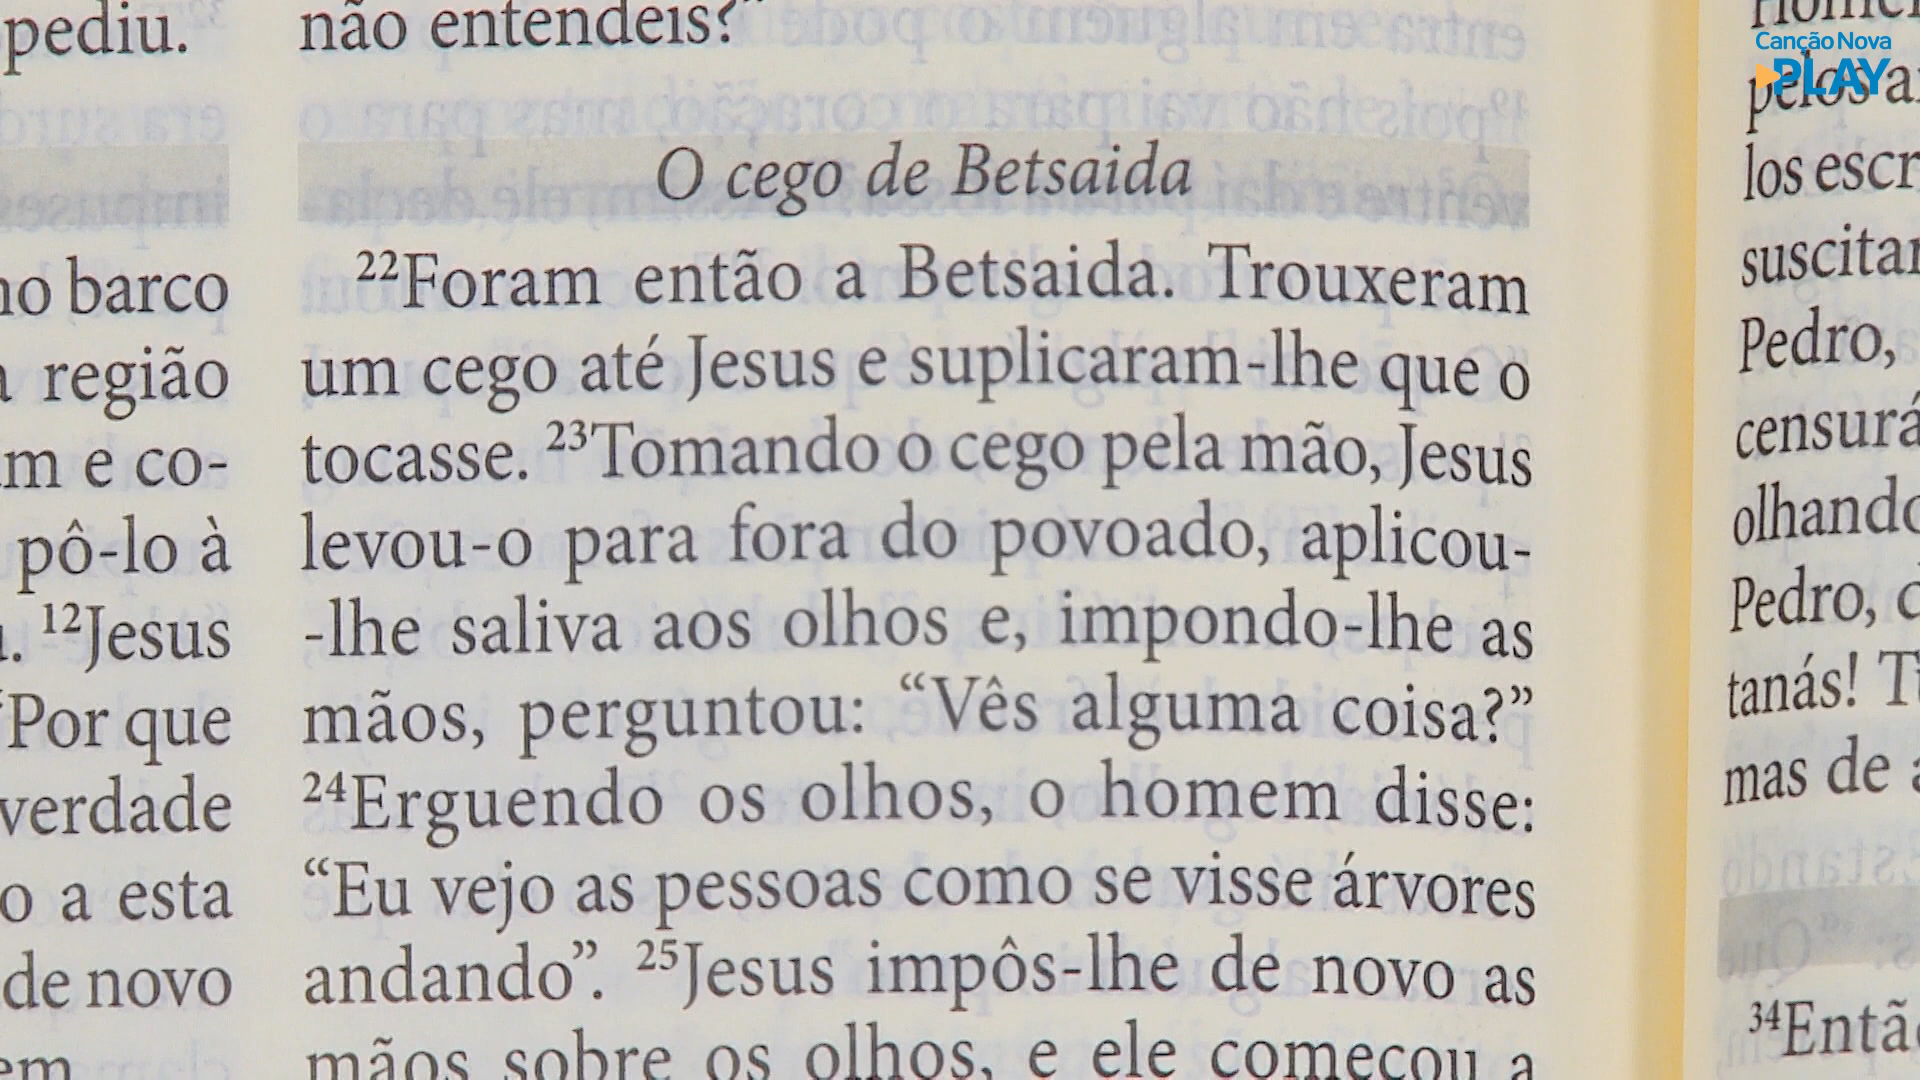 pediu.
no barco
região
m e co-
pô-lo à
. ¹²Jesus
“Por que
verdade
o a esta
de novo
em
não entendeis?”
O cego de Betsaida
²²Foram então a Betsaida. Trouxeram
um cego até Jesus e suplicaram-lhe que o
tocasse. ²³Tomando o cego pela mão, Jesus
levou-o para fora do povoado, aplicou-
-lhe saliva aos olhos e, impondo-lhe as
mãos, perguntou: “Vês alguma coisa?”
²⁴Erguendo os olhos, o homem disse:
“Eu vejo as pessoas como se visse árvores
andando”. ²⁵Jesus impôs-lhe de novo as
mãos sobre os olhos, e ele começou a
Canção Nova
PLAY
pelos a
los escr
suscitar
Pedro,
censurá
olhando
Pedro, d
tanás! T
mas de a
³⁴Entã